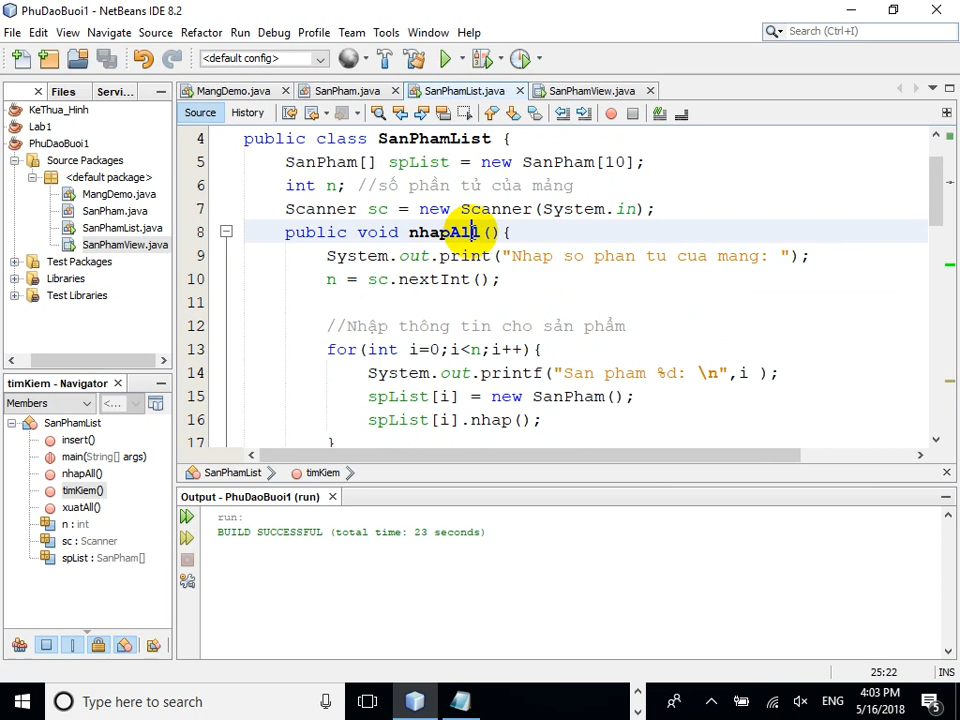 PhuDaoBuoi1 - NetBeans IDE 8.2
File Edit View Navigate Source Refactor Run Debug Profile Team Tools Window Help
<default config>
Search (Ctrl+I)
Files Servi...
MangDemo.java SanPham.java SanPhamList.java SanPhamView.java
KeThua_Hinh
Lab1
PhuDaoBuoi1
Source Packages
<default package>
MangDemo.java
SanPham.java
SanPhamList.java
SanPhamView.java
Test Packages
Libraries
Test Libraries
Source History
4 public class SanPhamList {
5 SanPham[] spList = new SanPham[10];
6 int n; //số phần tử của mảng
7 Scanner sc = new Scanner(System.in);
8 public void nhapAll(){
9 System.out.print("Nhap so phan tu cua mang: ");
10 n = sc.nextInt();
11
12 //Nhập thông tin cho sản phẩm
13 for(int i=0;i<n;i++){
14 System.out.printf("San pham %d: \n",i );
15 spList[i] = new SanPham();
16 spList[i].nhap();
17 }
SanPhamList timKiem
timKiem - Navigator
Members <...
SanPhamList
insert()
main(String[] args)
nhapAll()
timKiem()
xuatAll()
n : int
sc : Scanner
spList : SanPham[]
Output - PhuDaoBuoi1 (run)
run:
BUILD SUCCESSFUL (total time: 23 seconds)
25:22 INS
Type here to search
ENG
4:03 PM
5/16/2018
5